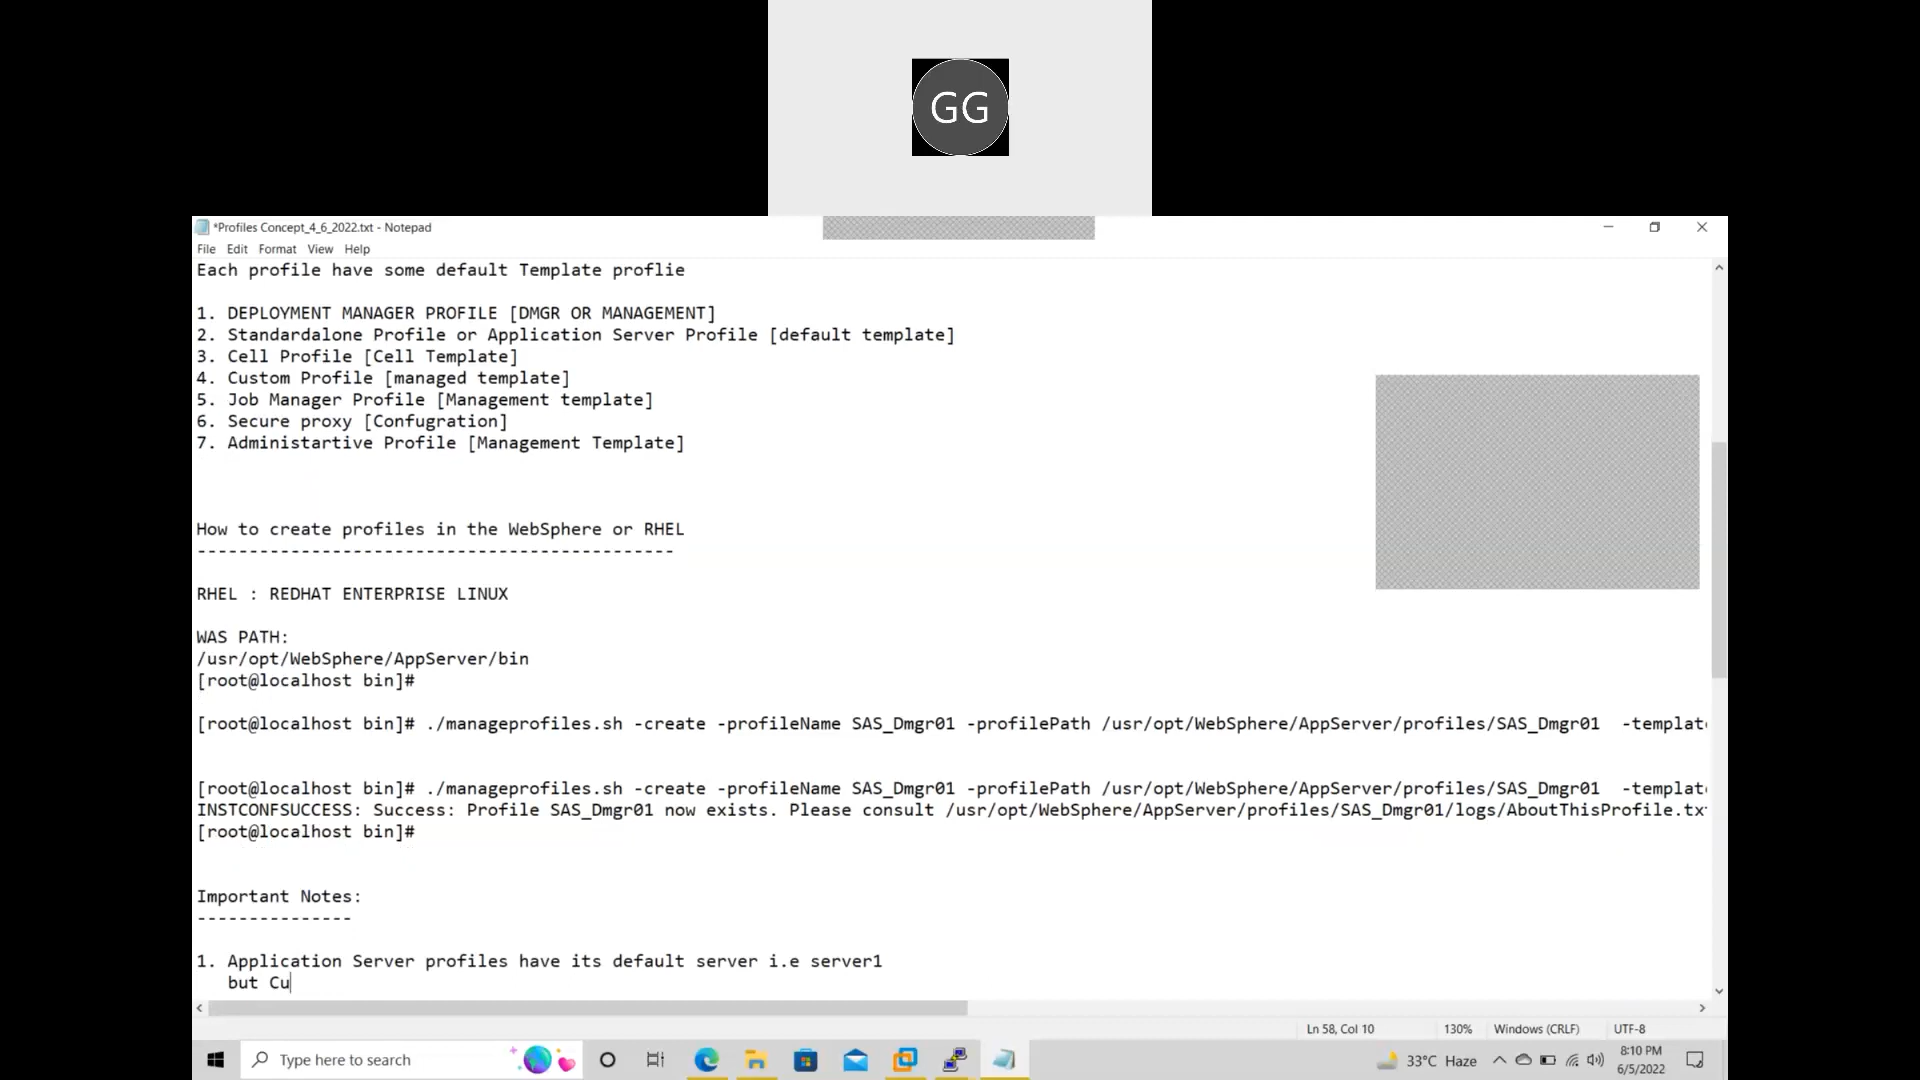 GG
*Profiles Concept_4_6_2022.txt - Notepad
File Edit Format View Help
Each profile have some default Template proflie
1. DEPLOYMENT MANAGER PROFILE [DMGR OR MANAGEMENT]
2. Standardalone Profile or Application Server Profile [default template]
3. Cell Profile [Cell Template]
4. Custom Profile [managed template]
5. Job Manager Profile [Management template]
6. Secure proxy [Confugration]
7. Administartive Profile [Management Template]
How to create profiles in the WebSphere or RHEL
----------------------------------------------
RHEL : REDHAT ENTERPRISE LINUX
WAS PATH:
/usr/opt/WebSphere/AppServer/bin
[root@localhost bin]#
[root@localhost bin]# ./manageprofiles.sh -create -profileName SAS_Dmgr01 -profilePath /usr/opt/WebSphere/AppServer/profiles/SAS_Dmgr01  -templat
[root@localhost bin]# ./manageprofiles.sh -create -profileName SAS_Dmgr01 -profilePath /usr/opt/WebSphere/AppServer/profiles/SAS_Dmgr01  -templat
INSTCONFSUCCESS: Success: Profile SAS_Dmgr01 now exists. Please consult /usr/opt/WebSphere/AppServer/profiles/SAS_Dmgr01/logs/AboutThisProfile.tx
[root@localhost bin]#
Important Notes:
---------------
1. Application Server profiles have its default server i.e server1
but Cu
Ln 58, Col 10 130% Windows (CRLF) UTF-8
Type here to search 33°C Haze 8:10 PM
6/5/2022